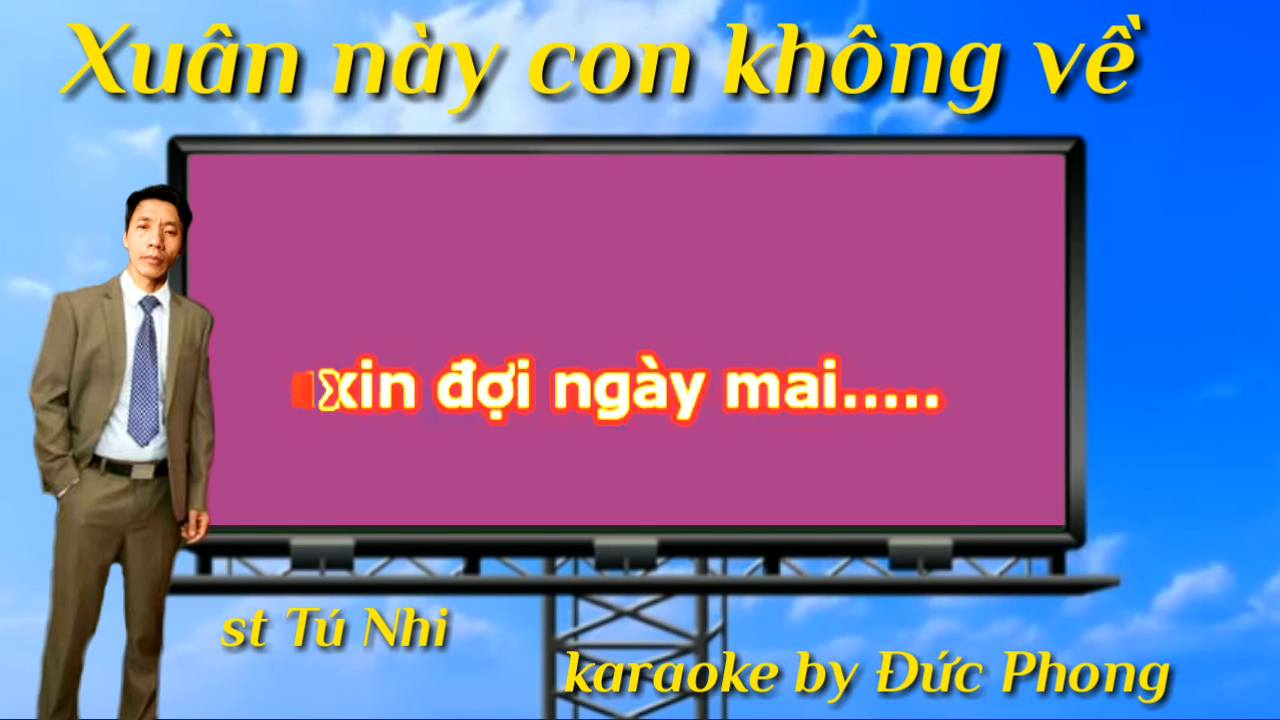 Xuân này con không về
xin đợi ngày mai.....
st Tú Nhi
karaoke by Đức Phong